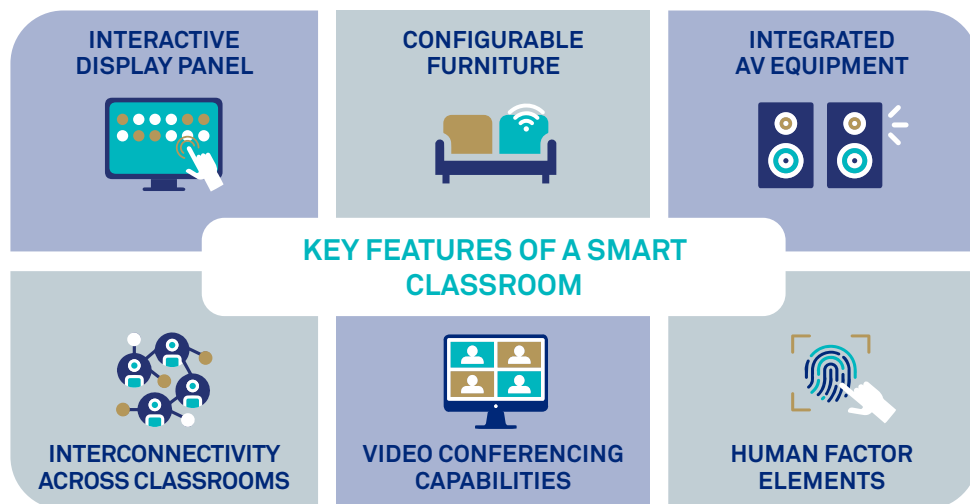 INTERACTIVE
DISPLAY PANEL
CONFIGURABLE
FURNITURE
INTEGRATED
AV EQUIPMENT
KEY FEATURES OF A SMART
CLASSROOM
INTERCONNECTIVITY
ACROSS CLASSROOMS
VIDEO CONFERENCING
CAPABILITIES
HUMAN FACTOR
ELEMENTS